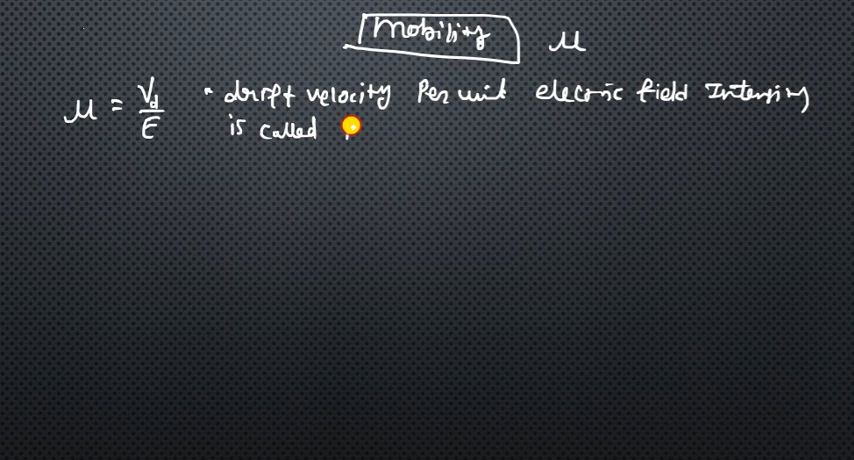 Mobility μ
μ = Vd/E • drift velocity Per unit electric field Intensity
is called